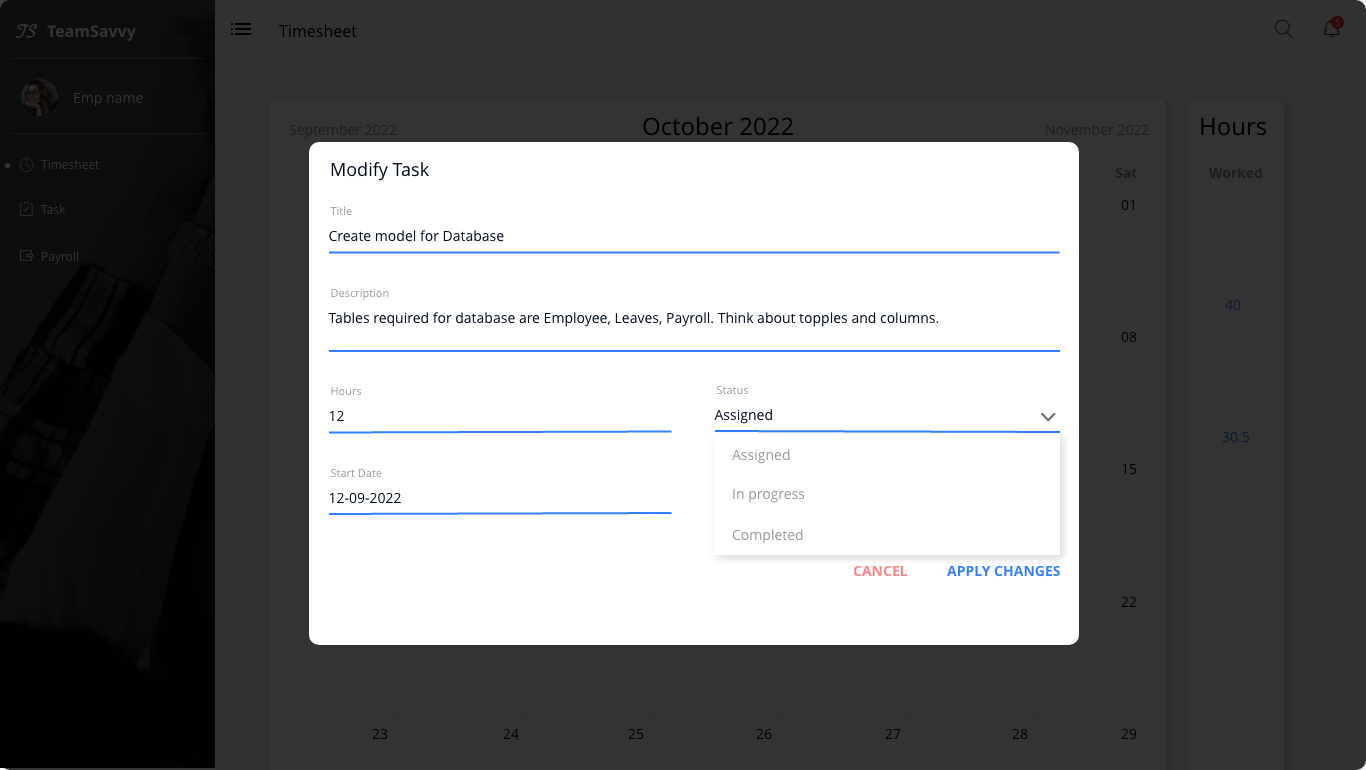 TS TeamSavvy
Timesheet
5
Emp name
Timesheet
Task
Payroll
September 2022
October 2022
November 2022
Hours
Sat
Worked
01
40
08
30.5
15
22
23
24
25
26
27
28
29
Modify Task
Title
Create model for Database
Description
Tables required for database are Employee, Leaves, Payroll. Think about topples and columns.
Hours
12
Status
Assigned
Assigned
In progress
Completed
Start Date
12-09-2022
CANCEL
APPLY CHANGES